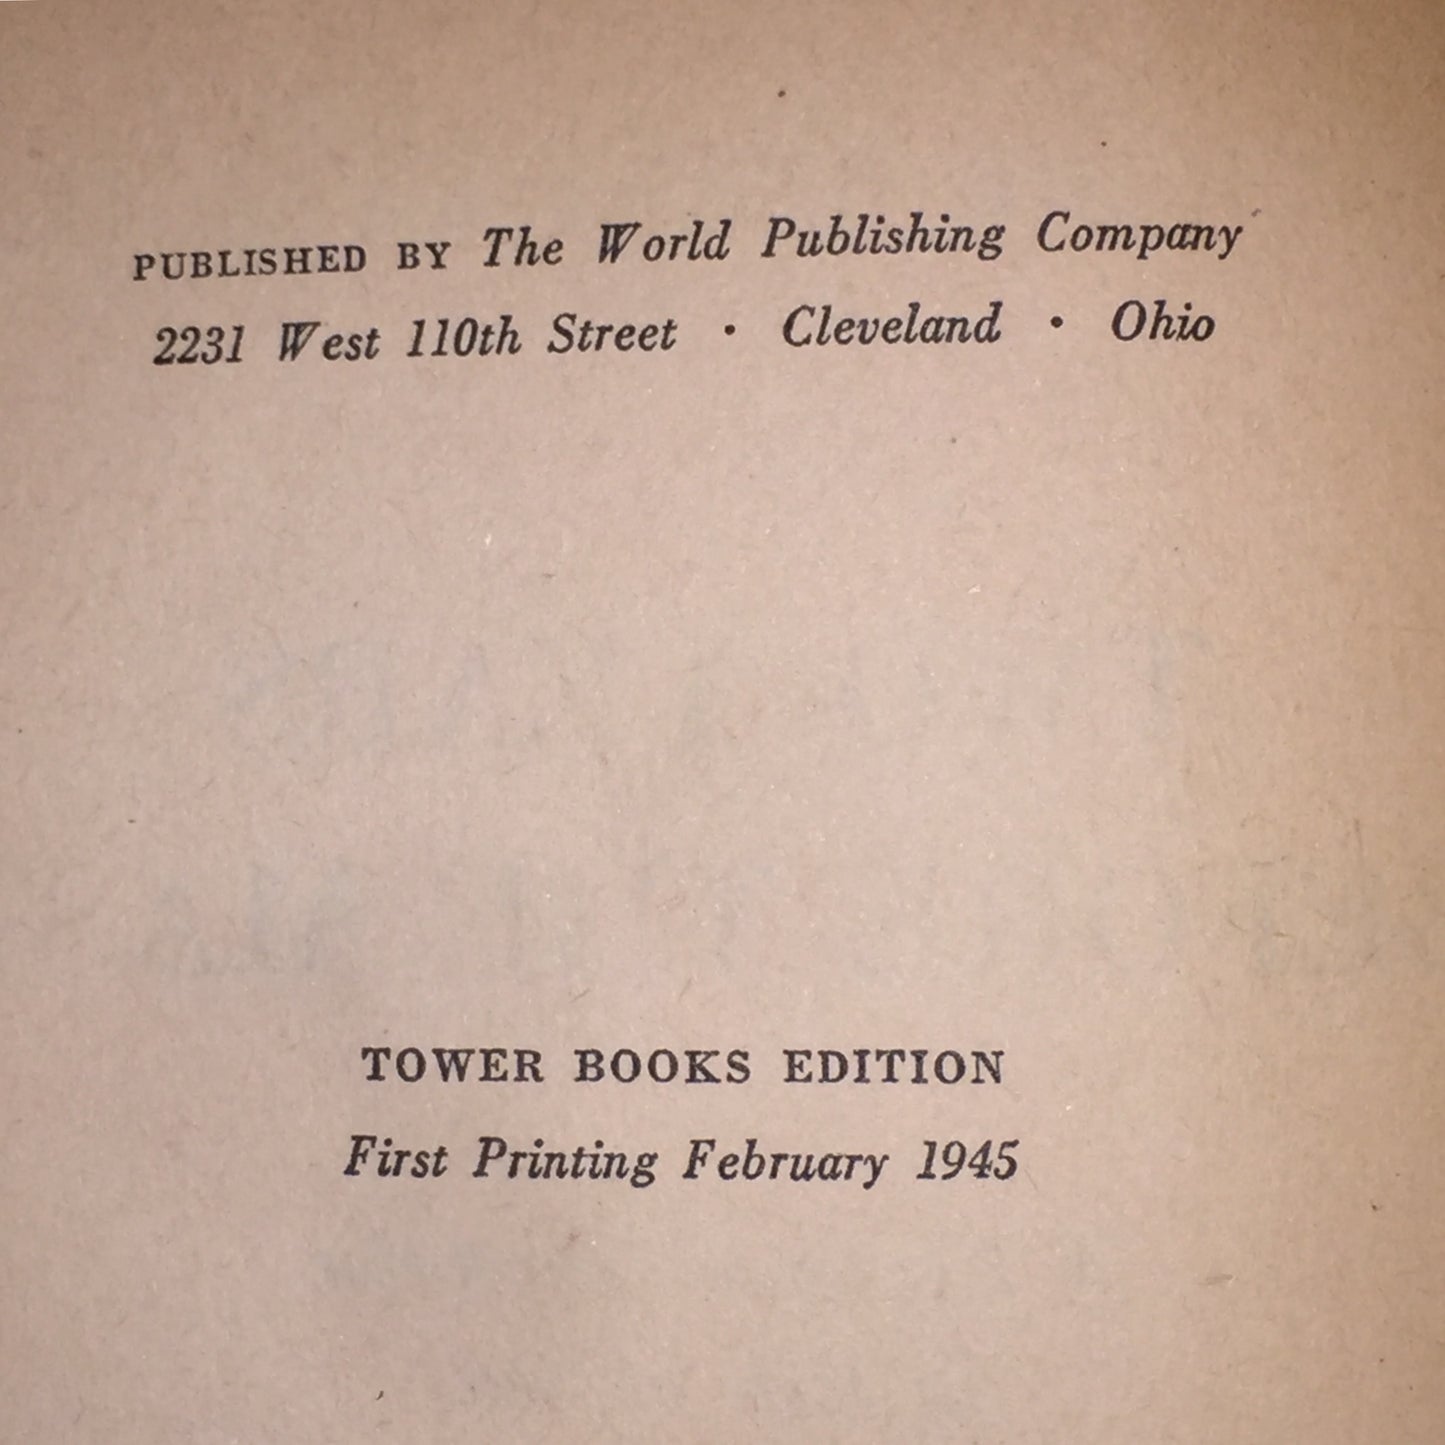 PUBLISHED BY The World Publishing Company
2231 West 110th Street · Cleveland · Ohio
TOWER BOOKS EDITION
First Printing February 1945